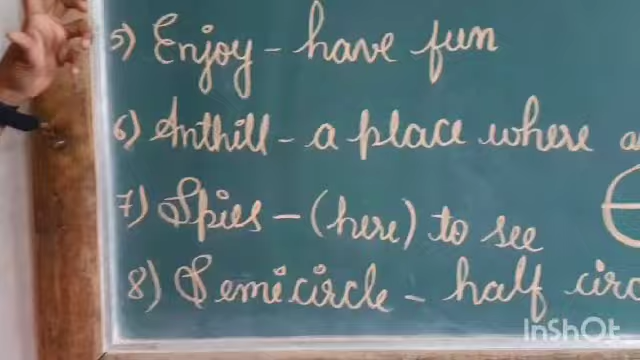 5) Enjoy - have fun
6) Anthill - a place where
7) Spies - (here) to see
8) Semicircle - half circ
InShOt